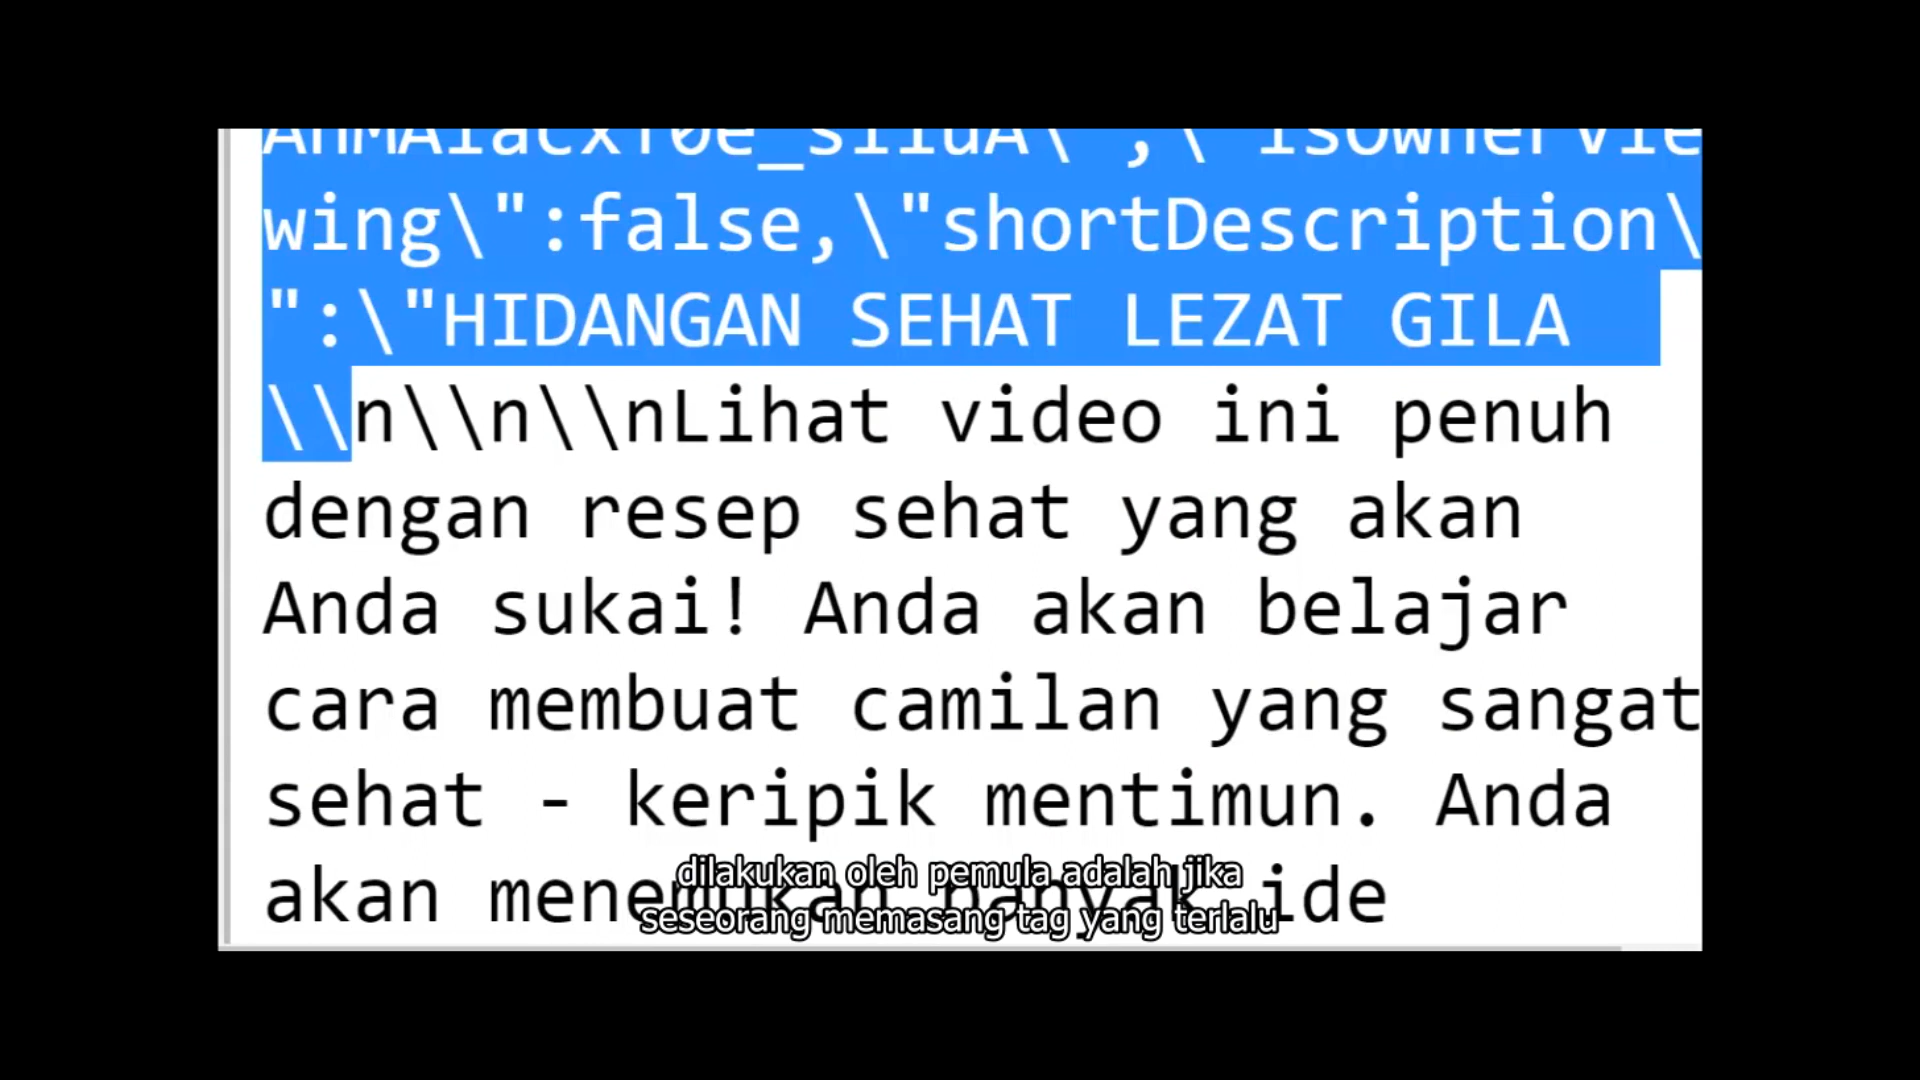 wing\":false,\"shortDescription\
":\"HIDANGAN SEHAT LEZAT GILA
\\n\\n\\nLihat video ini penuh
dengan resep sehat yang akan
Anda sukai! Anda akan belajar
cara membuat camilan yang sangat
sehat - keripik mentimun. Anda
akan menemukan banyak ide
dilakukan oleh pemula adalah jika
seseorang memasang tag yang terlalu